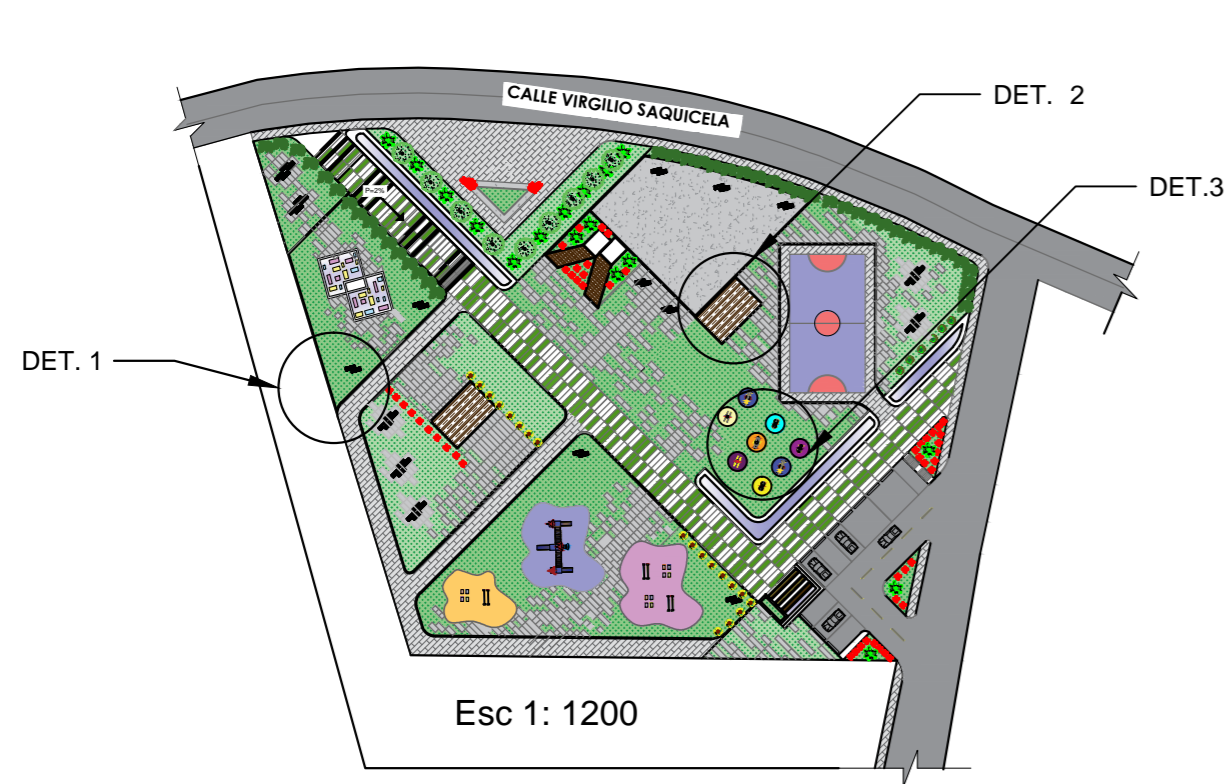 CALLE VIRGILIO SAQUICELA
DET.  2
DET.3
P=2%
DET. 1
Esc 1: 1200